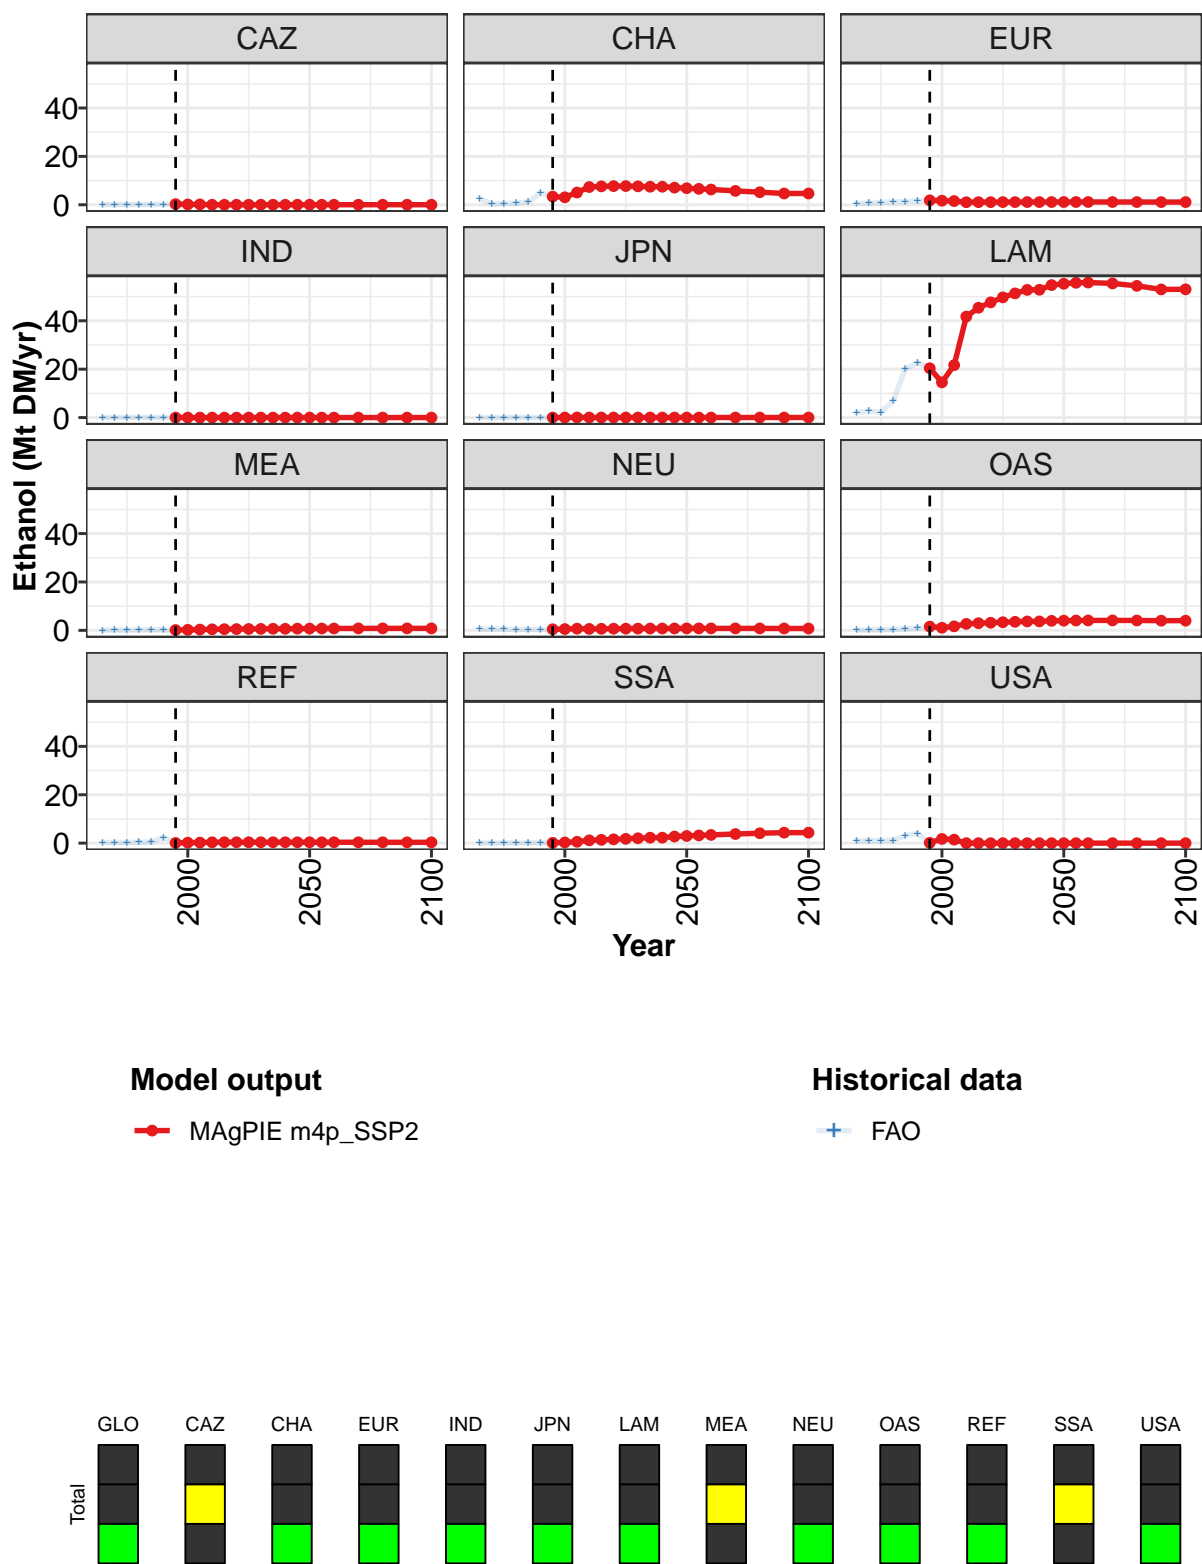 CAZ CHA EUR
40
20
0
IND JPN LAM
40
20
0
MEA NEU OAS
40
20
0
REF SSA USA
40
20
0
2000 2050 2100 2000 2050 2100 2000 2050 2100
Ethanol (Mt DM/yr)
Year
Model output Historical data
MAgPIE m4p_SSP2 FAO
GLO CAZ CHA EUR IND JPN LAM MEA NEU OAS REF SSA USA
Total